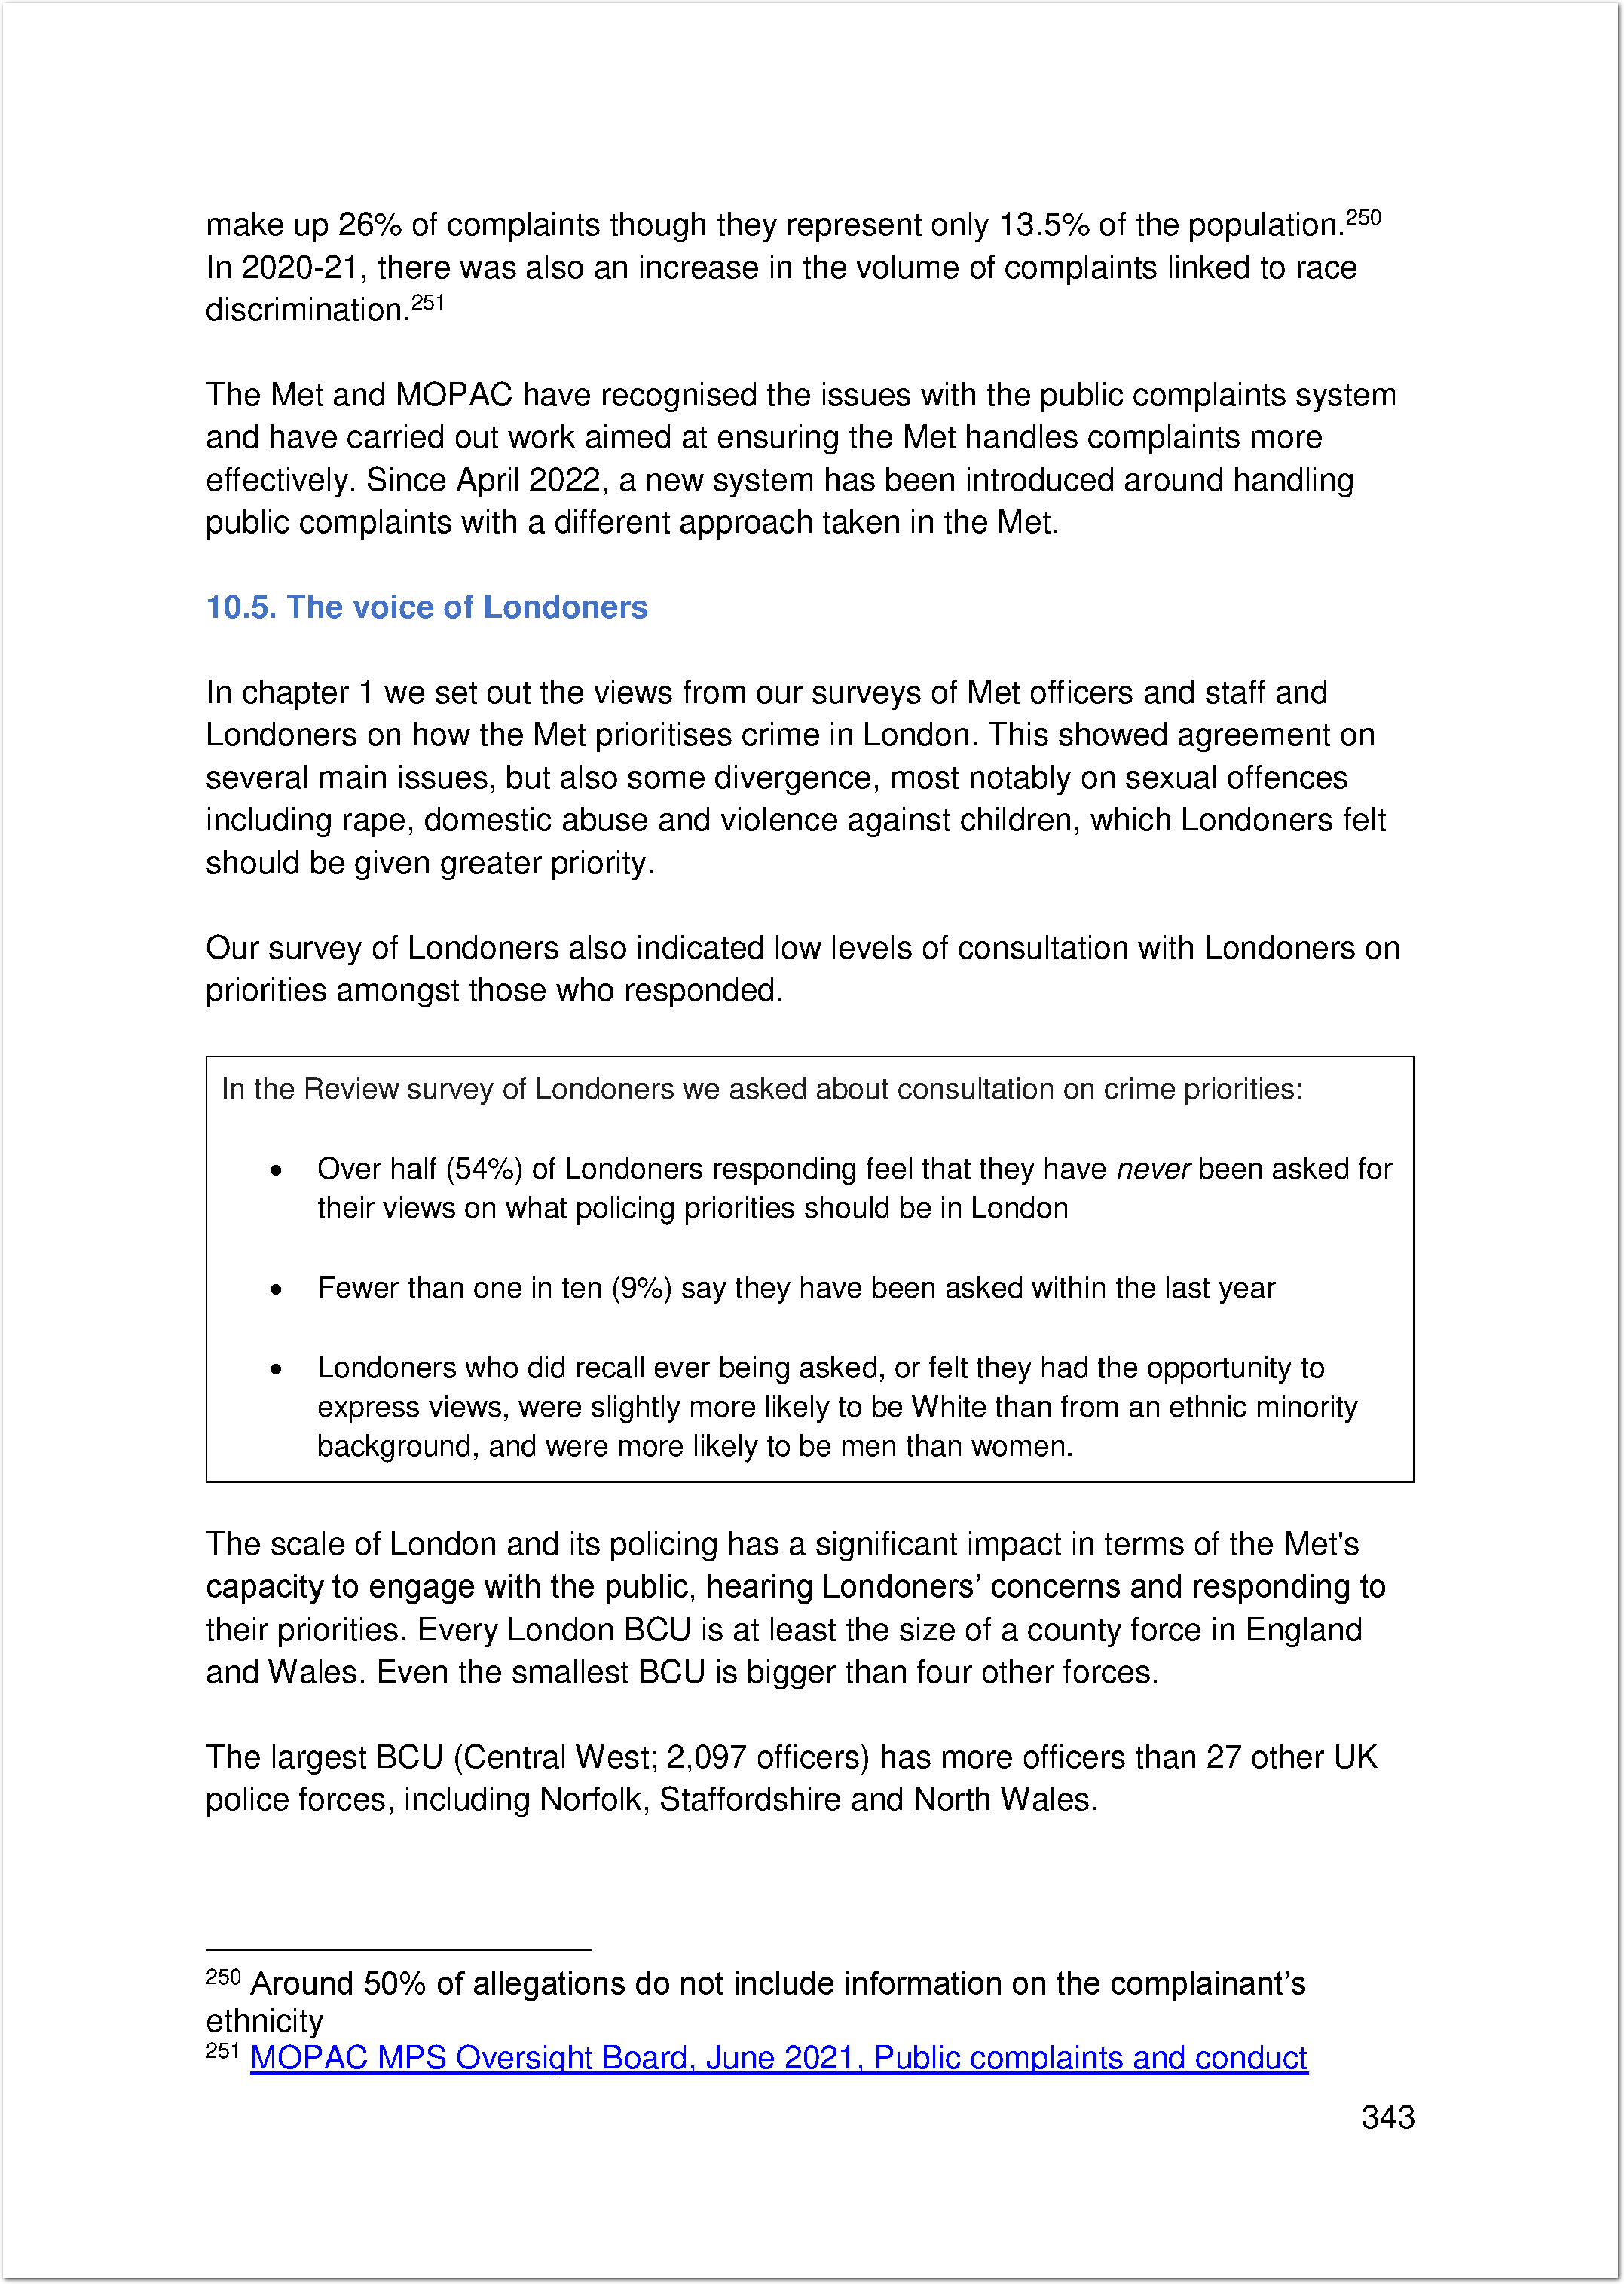 make up 26% of complaints though they represent only 13.5% of the population.250
In 2020-21, there was also an increase in the volume of complaints linked to race
discrimination.251
The Met and MOPAC have recognised the issues with the public complaints system
and have carried out work aimed at ensuring the Met handles complaints more
effectively. Since April 2022, a new system has been introduced around handling
public complaints with a different approach taken in the Met.
10.5. The voice of Londoners
In chapter 1 we set out the views from our surveys of Met officers and staff and
Londoners on how the Met prioritises crime in London. This showed agreement on
several main issues, but also some divergence, most notably on sexual offences
including rape, domestic abuse and violence against children, which Londoners felt
should be given greater priority.
Our survey of Londoners also indicated low levels of consultation with Londoners on
priorities amongst those who responded.
In the Review survey of Londoners we asked about consultation on crime priorities:
• Over half (54%) of Londoners responding feel that they have never been asked for
their views on what policing priorities should be in London
• Fewer than one in ten (9%) say they have been asked within the last year
• Londoners who did recall ever being asked, or felt they had the opportunity to
express views, were slightly more likely to be White than from an ethnic minority
background, and were more likely to be men than women.
The scale of London and its policing has a significant impact in terms of the Met's
capacity to engage with the public, hearing Londoners’ concerns and responding to
their priorities. Every London BCU is at least the size of a county force in England
and Wales. Even the smallest BCU is bigger than four other forces.
The largest BCU (Central West; 2,097 officers) has more officers than 27 other UK
police forces, including Norfolk, Staffordshire and North Wales.
250 Around 50% of allegations do not include information on the complainant’s
ethnicity
251 MOPAC MPS Oversight Board, June 2021, Public complaints and conduct
343